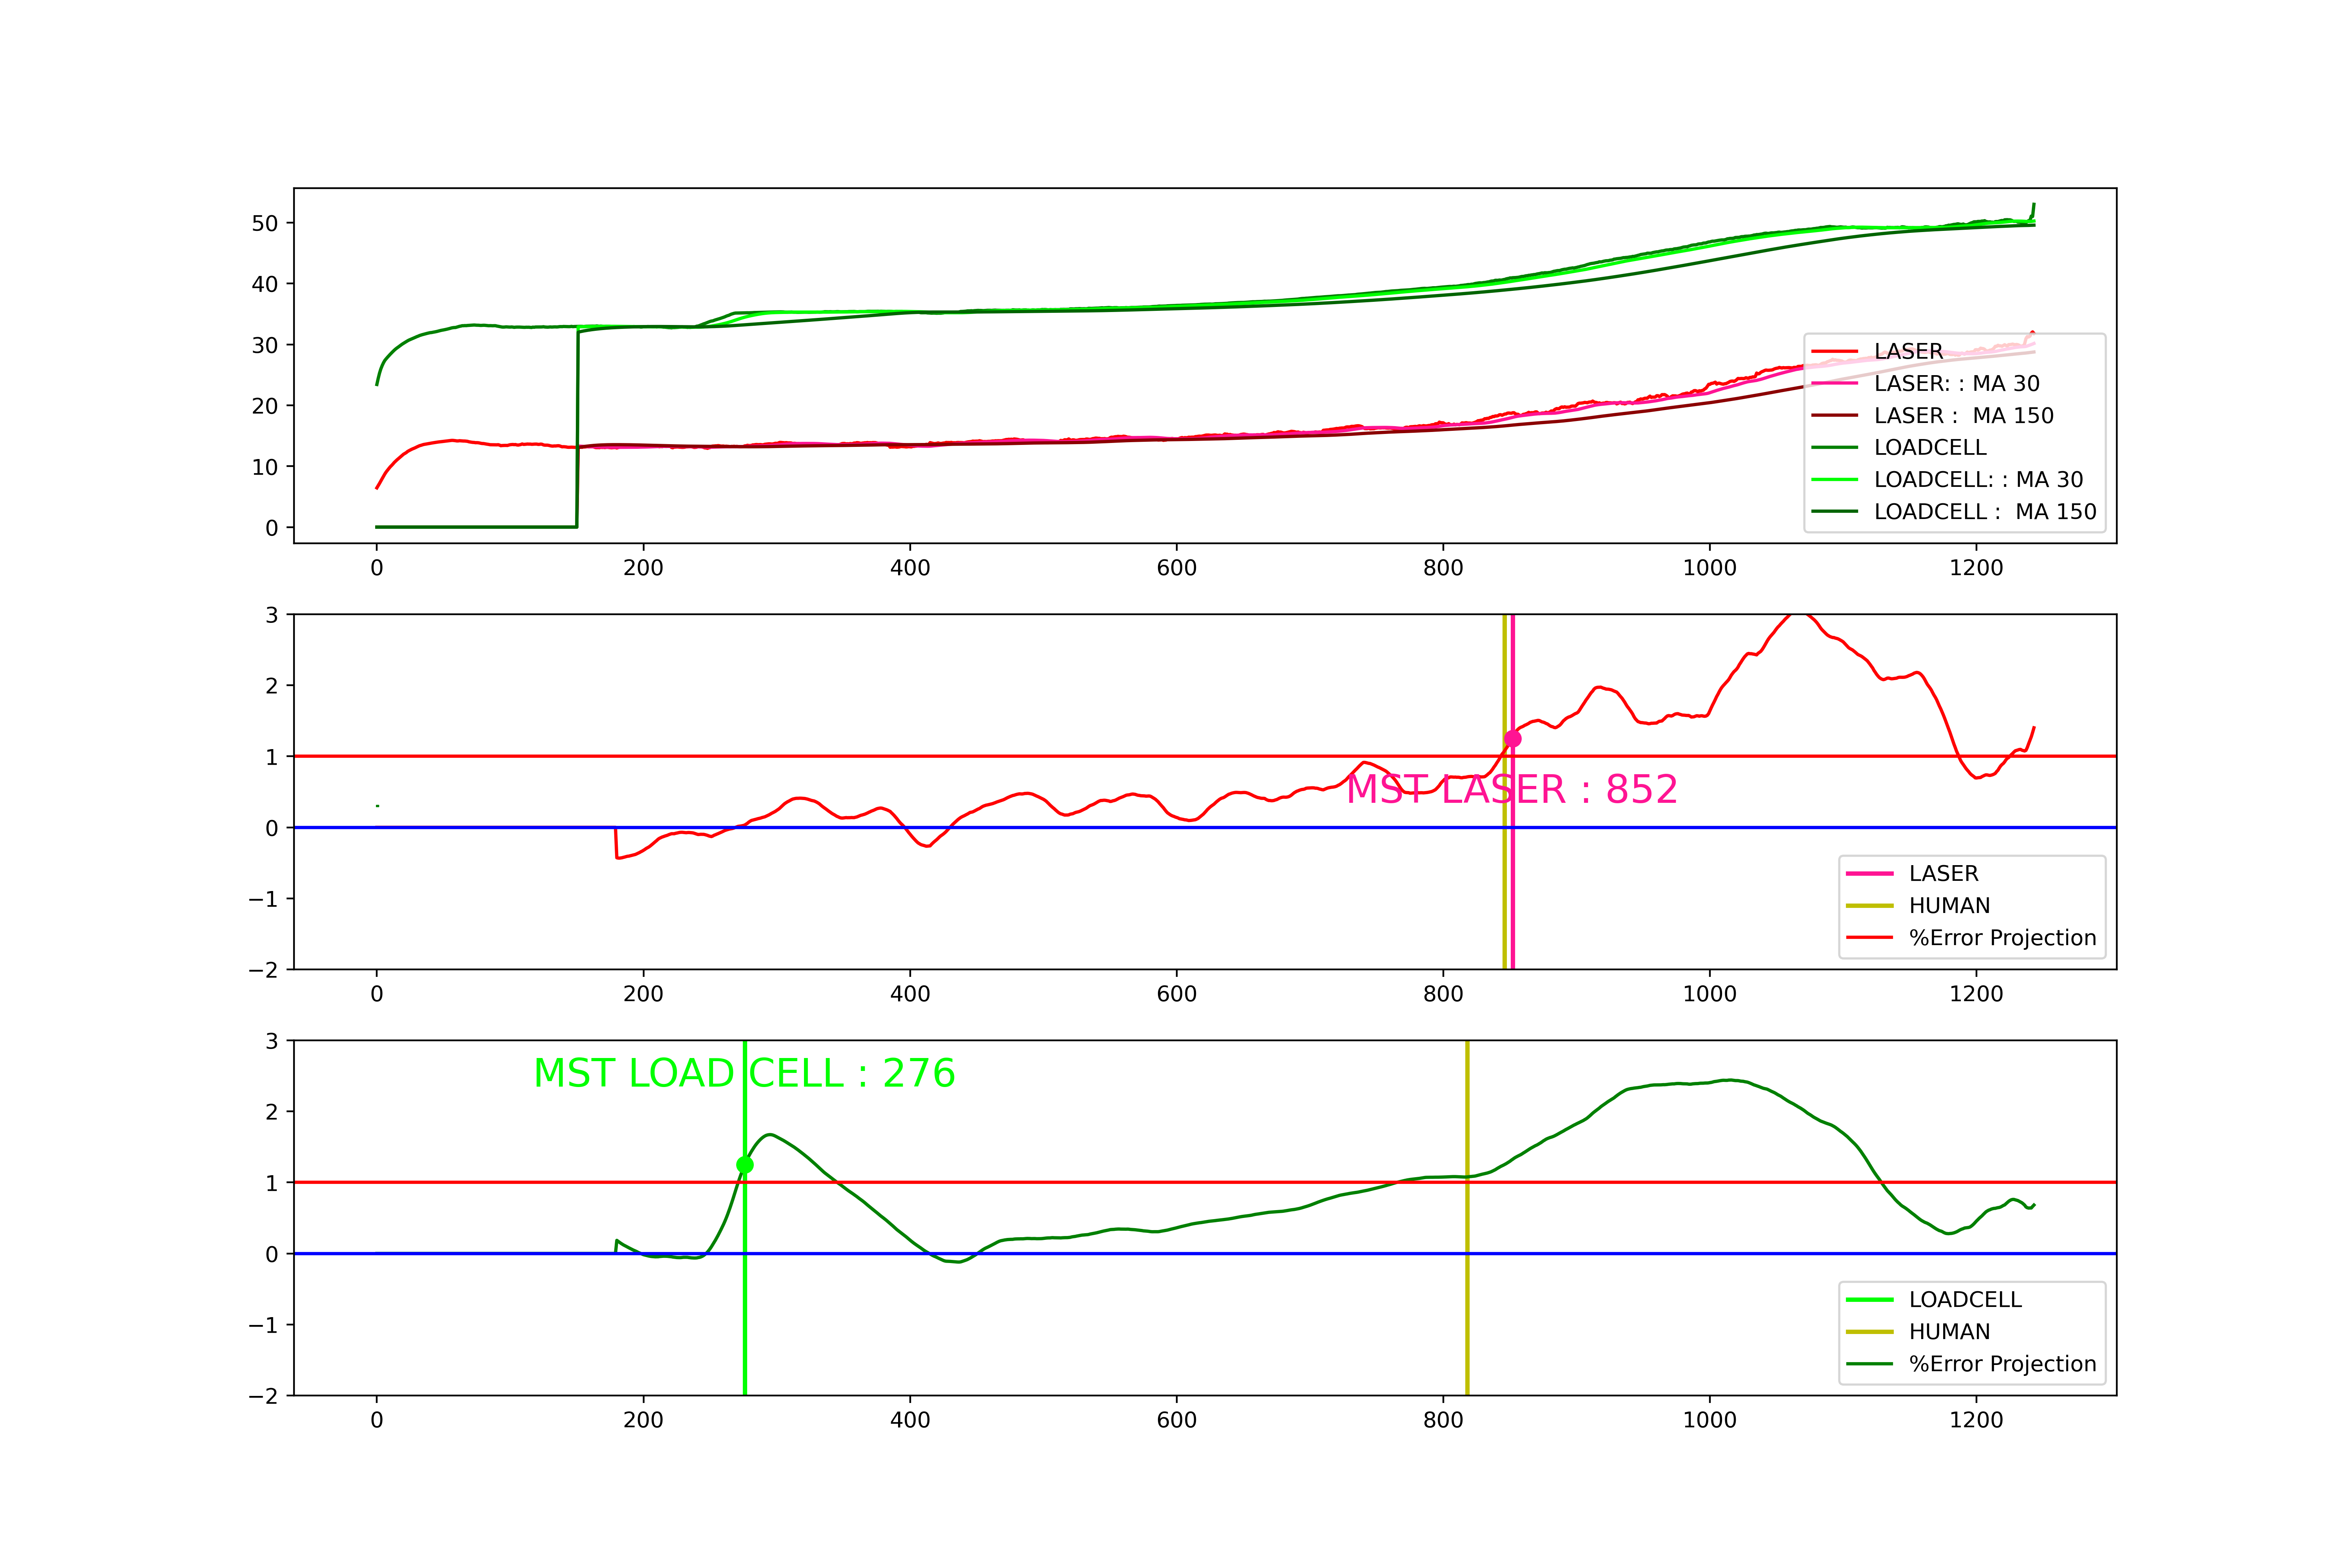 50
40
30
20
10
0
LASER
LASER: : MA 30
LASER :  MA 150
LOADCELL
LOADCELL: : MA 30
LOADCELL :  MA 150
0 200 400 600 800 1000 1200
3
2
1
0
−1
−2
MST LASER : 852
LASER
HUMAN
%Error Projection
0 200 400 600 800 1000 1200
3
2
1
0
−1
−2
MST LOAD CELL : 276
LOADCELL
HUMAN
%Error Projection
0 200 400 600 800 1000 1200